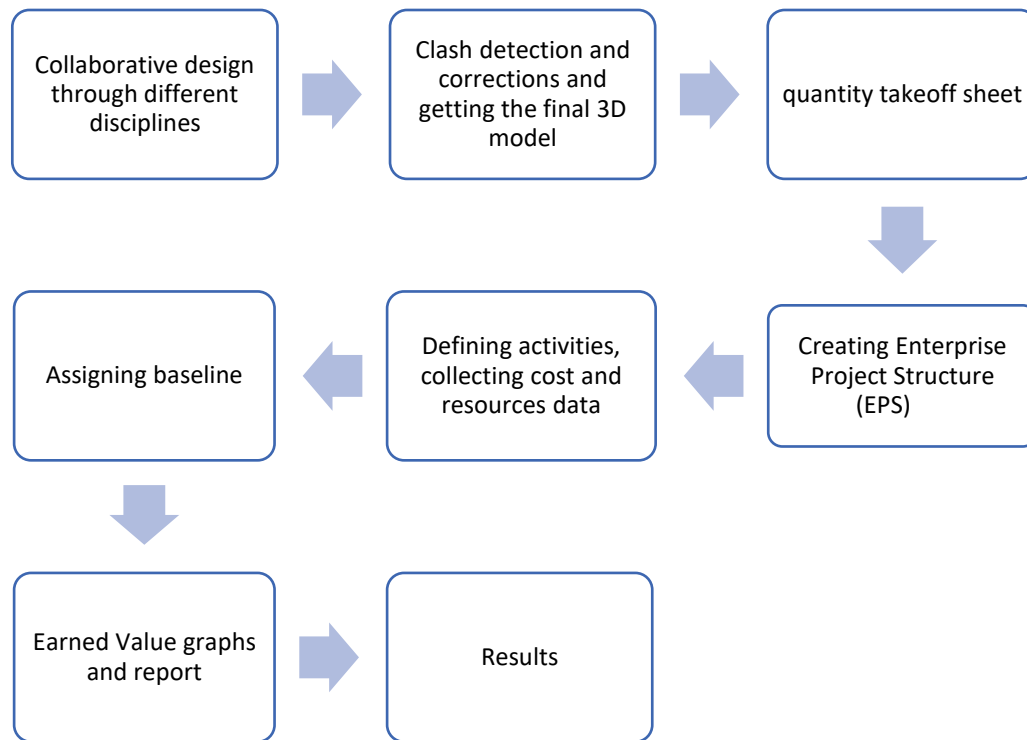 Collaborative design
through different
disciplines
Clash detection and
corrections and
getting the final 3D
model
quantity takeoff sheet
Creating Enterprise
Project Structure
(EPS)
Defining activities,
collecting cost and
resources data
Assigning baseline
Earned Value graphs
and report
Results